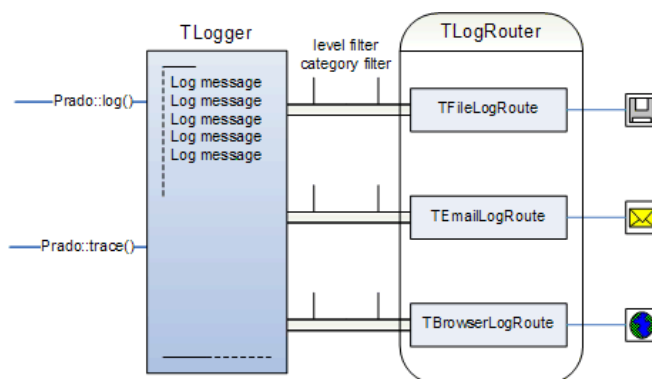 TLogger
TLogRouter
level filter
category filter
Log message
Log message
Log message
Log message
Log message
Prado::log()
Prado::trace()
TFileLogRoute
TEmailLogRoute
TBrowserLogRoute